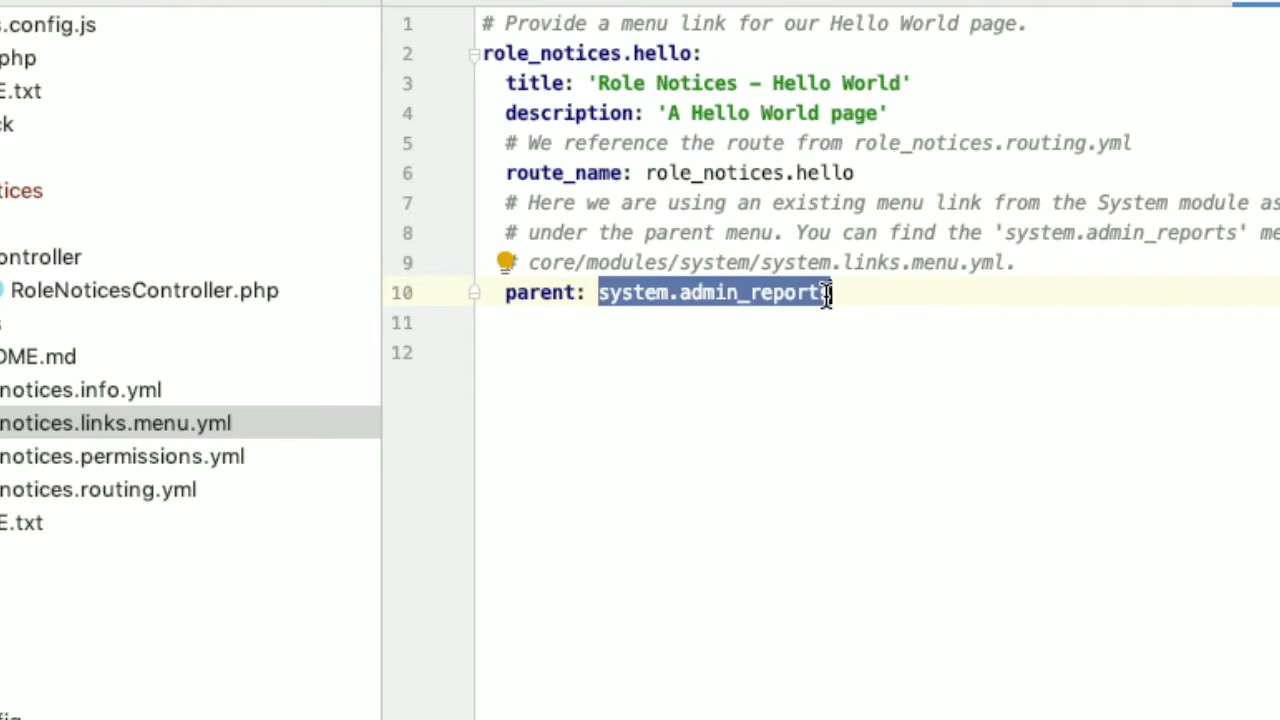 s.config.js
php
E.txt
ck
tices
ontroller
RoleNoticesController.php
s
OME.md
notices.info.yml
notices.links.menu.yml
notices.permissions.yml
notices.routing.yml
E.txt
fig
1 # Provide a menu link for our Hello World page.
2 role_notices.hello:
3 title: 'Role Notices - Hello World'
4 description: 'A Hello World page'
5 # We reference the route from role_notices.routing.yml
6 route_name: role_notices.hello
7 # Here we are using an existing menu link from the System module as
8 # under the parent menu. You can find the 'system.admin_reports' me
9 # core/modules/system/system.links.menu.yml.
10 parent: system.admin_reports
11
12